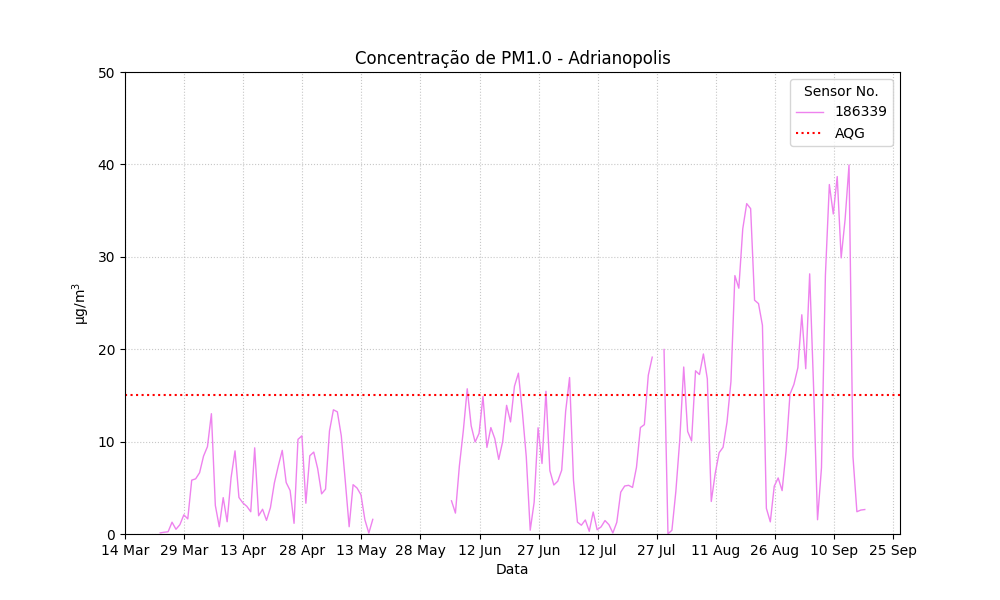 Concentração de PM1.0 - Adrianopolis
Sensor No.
186339
AQG
50
40
30
20
10
0
µg/m³
14 Mar 29 Mar 13 Apr 28 Apr 13 May 28 May 12 Jun 27 Jun 12 Jul 27 Jul 11 Aug 26 Aug 10 Sep 25 Sep
Data